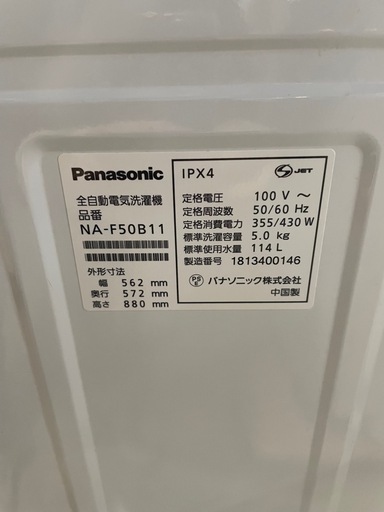 Panasonic
全自動電気洗濯機
品番
NA-F50B11
外形寸法
幅 562 mm
奥行 572 mm
高さ 880 mm
IPX4
S JET
定格電圧 100 V ～
定格周波数 50/60 Hz
定格消費電力 355/430 W
標準洗濯容量 5.0 kg
標準使用水量 114 L
製造番号 1813400146
PS E パナソニック株式会社
中国製